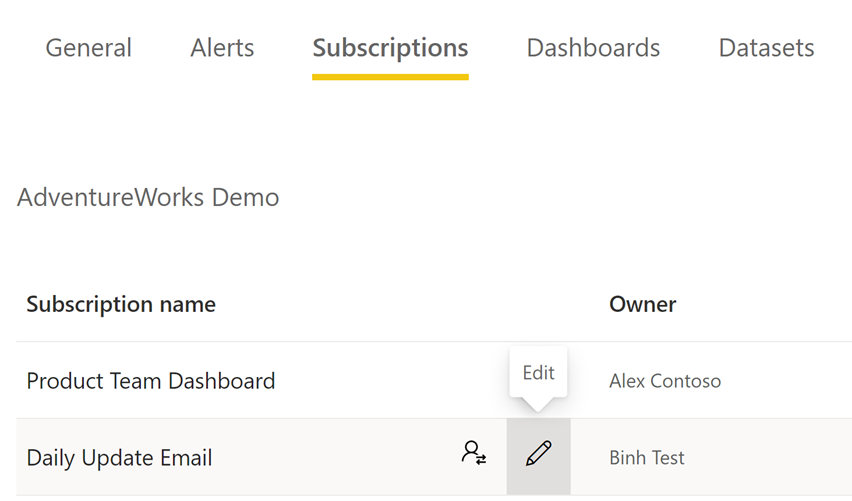 General Alerts Subscriptions Dashboards Datasets
AdventureWorks Demo
Subscription name Owner
Edit
Product Team Dashboard Alex Contoso
Daily Update Email Binh Test